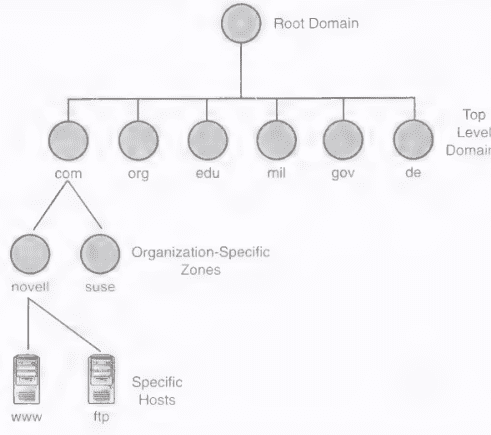 Root Domain
Top
Level
Domain
com
org
edu
mil
gov
de
Organization-Specific
Zones
novell
suse
Specific
Hosts
www
ftp